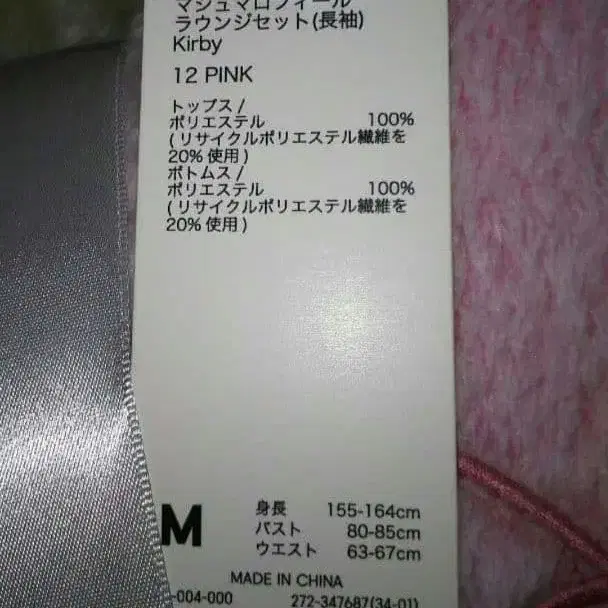 マシュマロフィール
ラウンジセット(長袖)
Kirby
12 PINK
トップス/
ポリエステル 100%
(リサイクルポリエステル繊維を
20%使用)
ボトムス/
ポリエステル 100%
(リサイクルポリエステル繊維を
20%使用)
M
身長 155-164cm
バスト 80-85cm
ウエスト 63-67cm
MADE IN CHINA
-004-000 272-347687(34-01)